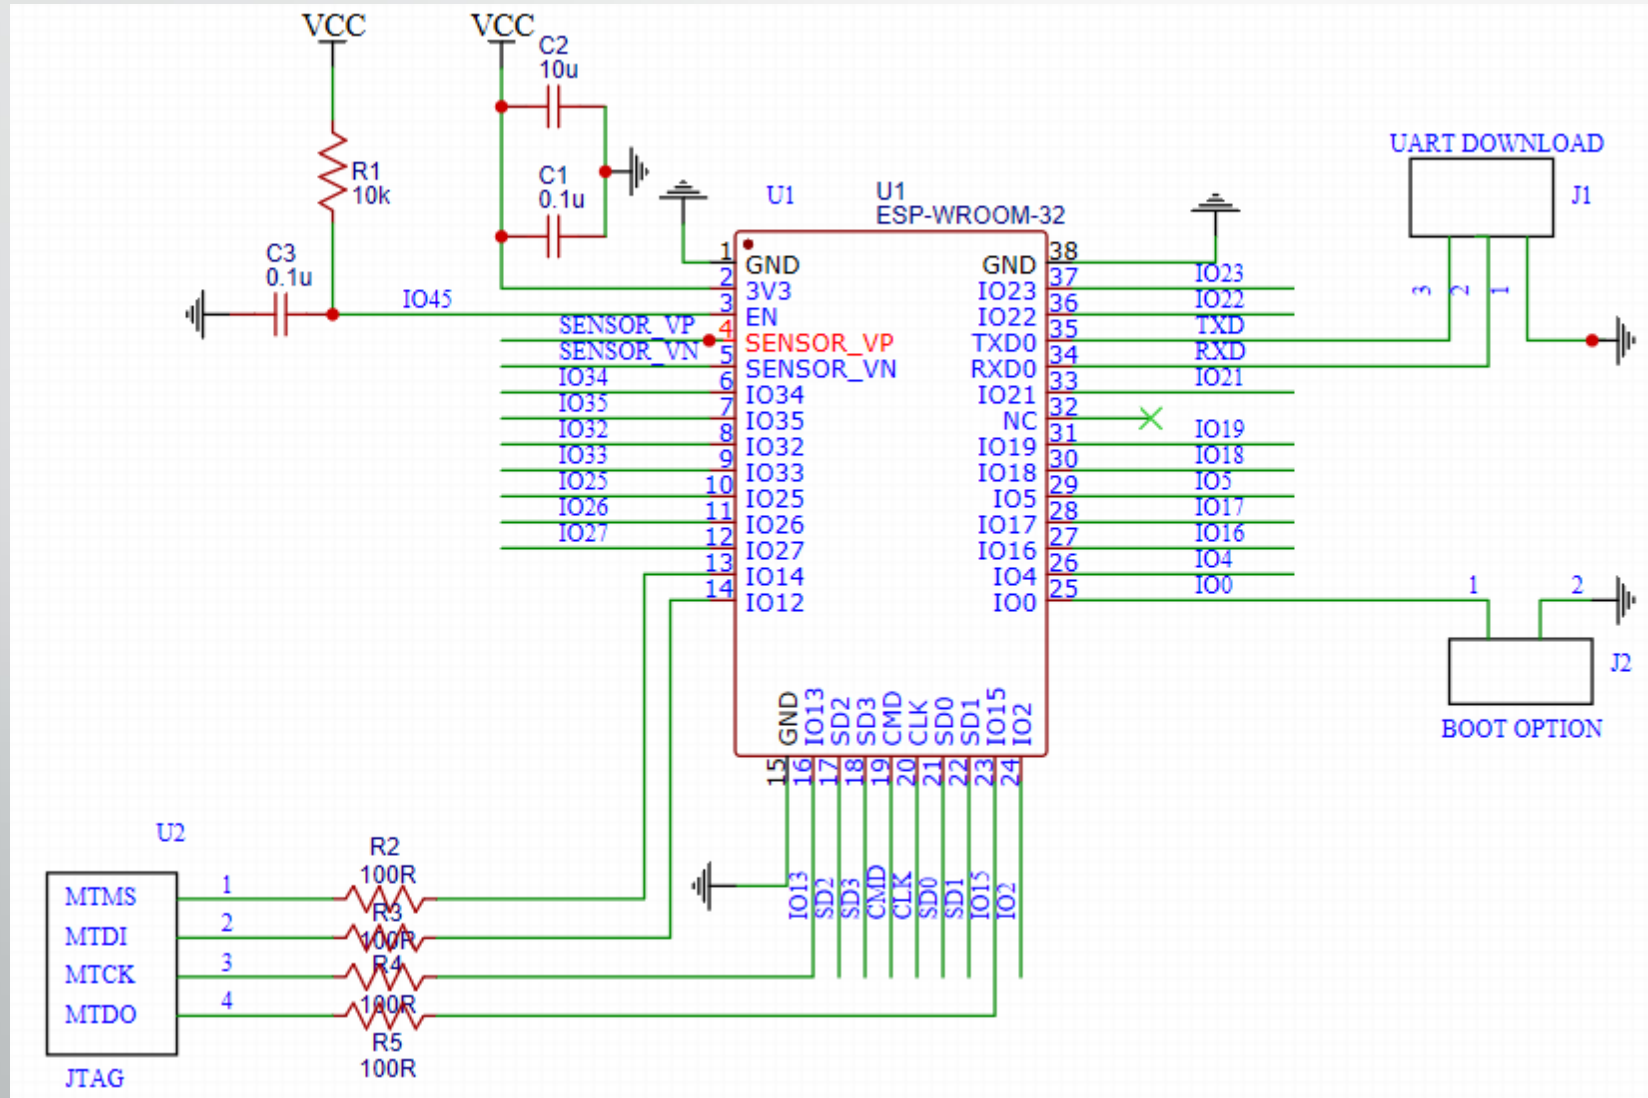 VCC
VCC
C2
10u
R1
10k
C1
0.1u
C3
0.1u
IO45
SENSOR_VP
SENSOR_VN
IO34
IO35
IO32
IO33
IO25
IO26
IO27
U1
U1
ESP-WROOM-32
1 GND
2 3V3
3 EN
4 SENSOR_VP
5 SENSOR_VN
6 IO34
7 IO35
8 IO32
9 IO33
10 IO25
11 IO26
12 IO27
13 IO14
14 IO12
GND 38
IO23 37
IO22 36
TXD0 35
RXD0 34
IO21 33
NC 32
IO19 31
IO18 30
IO5 29
IO17 28
IO16 27
IO4 26
IO0 25
IO23
IO22
TXD
RXD
IO21
IO19
IO18
IO5
IO17
IO16
IO4
IO0
UART DOWNLOAD
J1
3
2
1
1
2
J2
BOOT OPTION
15 GND
16 IO13
17 SD2
18 SD3
19 CMD
20 CLK
21 SD0
22 SD1
23 IO15
24 IO2
IO13
SD2
SD3
CMD
CLK
SD0
SD1
IO15
IO2
U2
MTMS 1
MTDI 2
MTCK 3
MTDO 4
JTAG
R2
100R
R3
100R
R4
100R
R5
100R